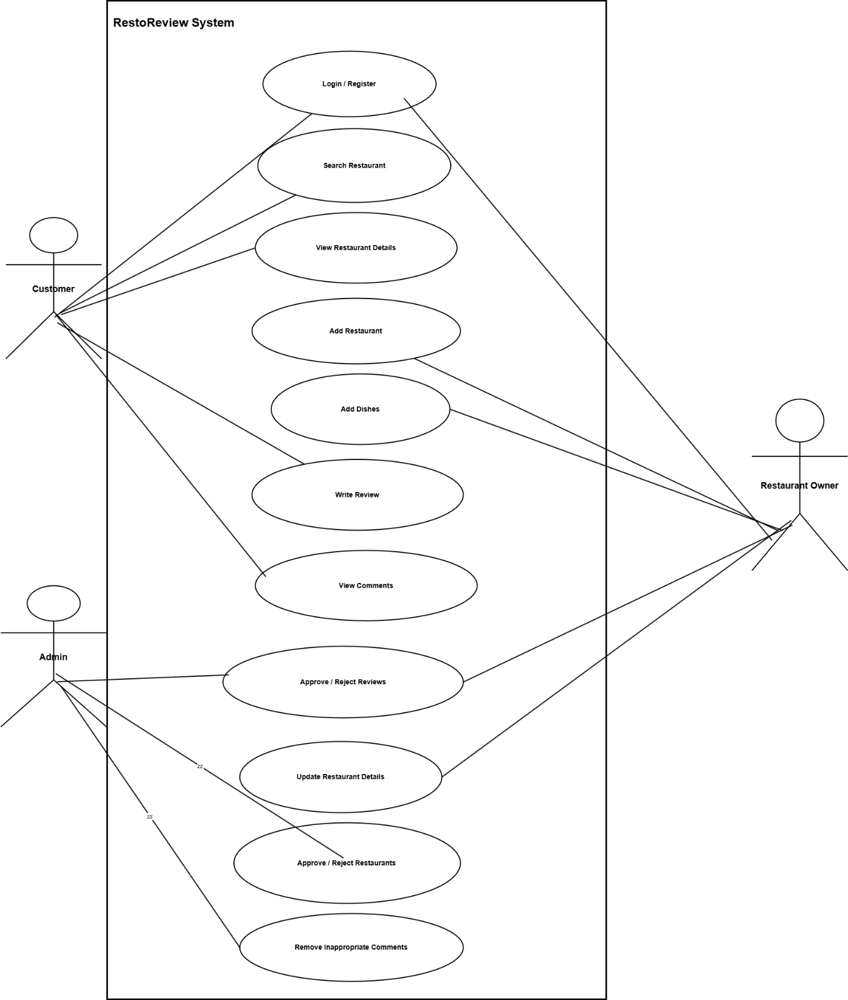 RestoReview System
Login / Register
Search Restaurant
View Restaurant Details
Customer
Add Restaurant
Add Dishes
Restaurant Owner
Write Review
View Comments
Admin
Approve / Reject Reviews
zz
Update Restaurant Details
zz
Approve / Reject Restaurants
Remove Inappropriate Comments